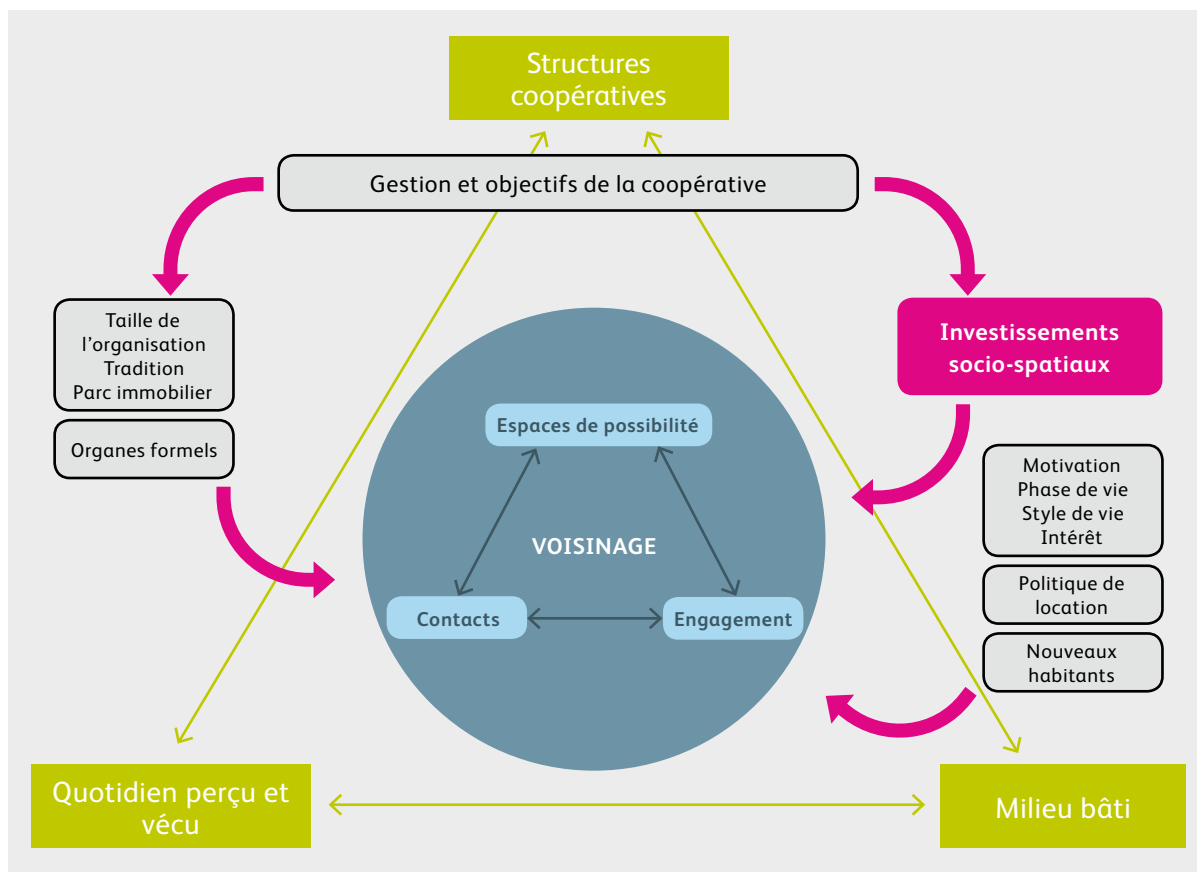 Structures
coopératives
Gestion et objectifs de la coopérative
Taille de
l'organisation
Tradition
Parc immobilier
Organes formels
Investissements
socio-spatiaux
Espaces de possibilité
VOISINAGE
Contacts
Engagement
Motivation
Phase de vie
Style de vie
Intérêt
Politique de
location
Nouveaux
habitants
Quotidien perçu et
vécu
Milieu bâti